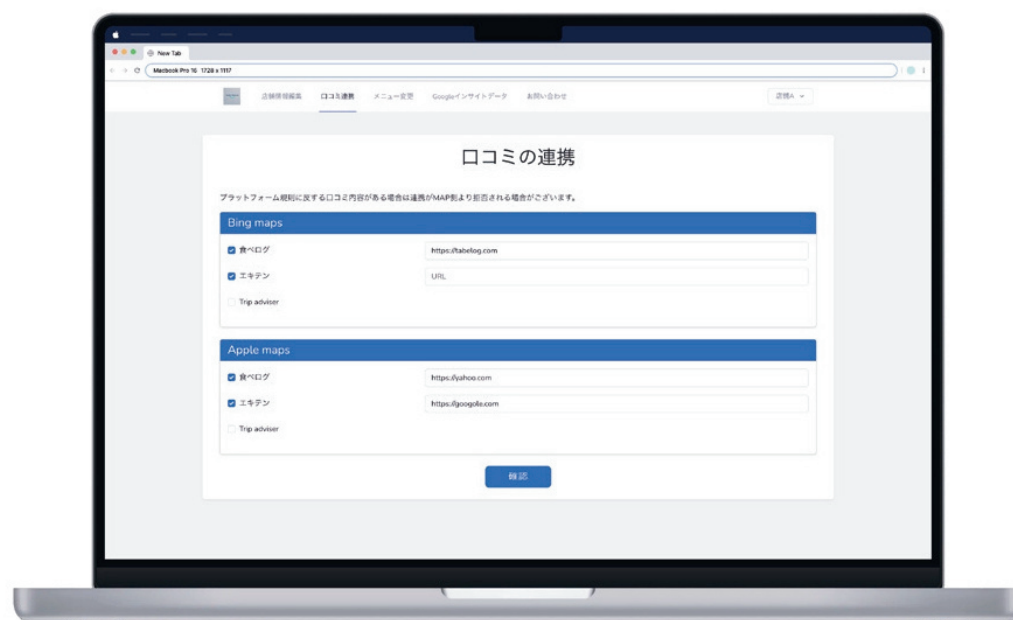 New Tab
Macbook Pro 16 1728 x 1117
店舗情報編集 口コミ連携 メニュー変更 Googleインサイトデータ お問い合わせ 店舗A
口コミの連携
プラットフォーム規則に反する口コミ内容がある場合は連携がMAP側より拒否される場合がございます。
Bing maps
食べログ https://tabelog.com
エキテン URL
Trip adviser
Apple maps
食べログ https://yahoo.com
エキテン https://googole.com
Trip adviser
確認